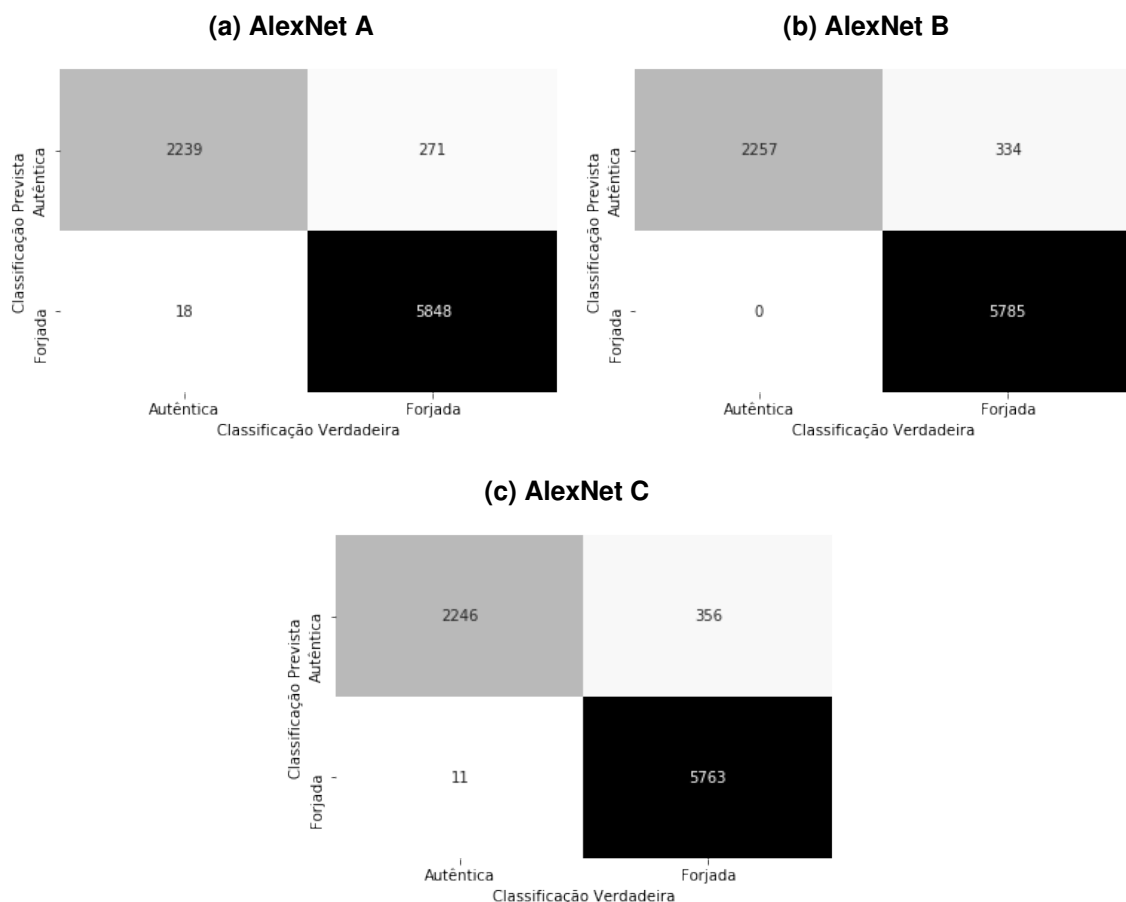 (a) AlexNet A
Classificação Prevista
Autêntica
Forjada
2239
271
18
5848
Autêntica
Forjada
Classificação Verdadeira
(b) AlexNet B
Classificação Prevista
Autêntica
Forjada
2257
334
0
5785
Autêntica
Forjada
Classificação Verdadeira
(c) AlexNet C
Classificação Prevista
Autêntica
Forjada
2246
356
11
5763
Autêntica
Forjada
Classificação Verdadeira